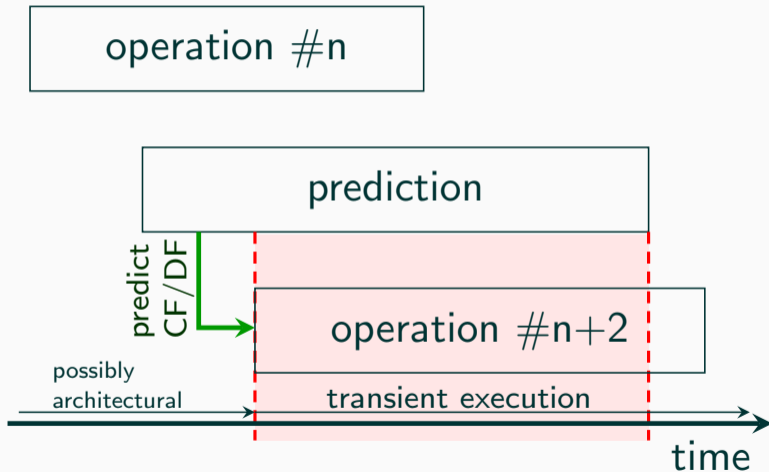 operation #n
prediction
predict
CF/DF
operation #n+2
possibly
architectural
transient execution
time